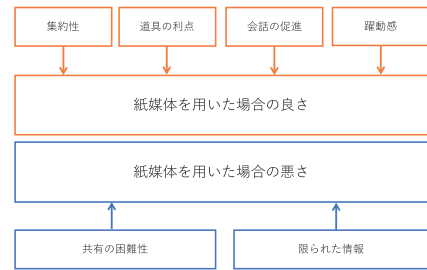 集約性
道具の利点
会話の促進
躍動感
紙媒体を用いた場合の良さ
紙媒体を用いた場合の悪さ
共有の困難性
限られた情報